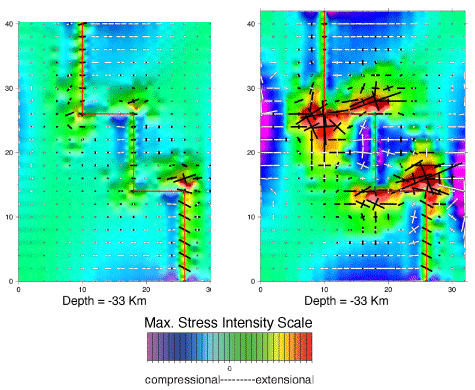 40
30
20
10
0
0 10 20 30
Depth = -33 Km
40
30
20
10
0
0 10 20 30
Depth = -33 Km
Max. Stress Intensity Scale
0
compressional--------extensional